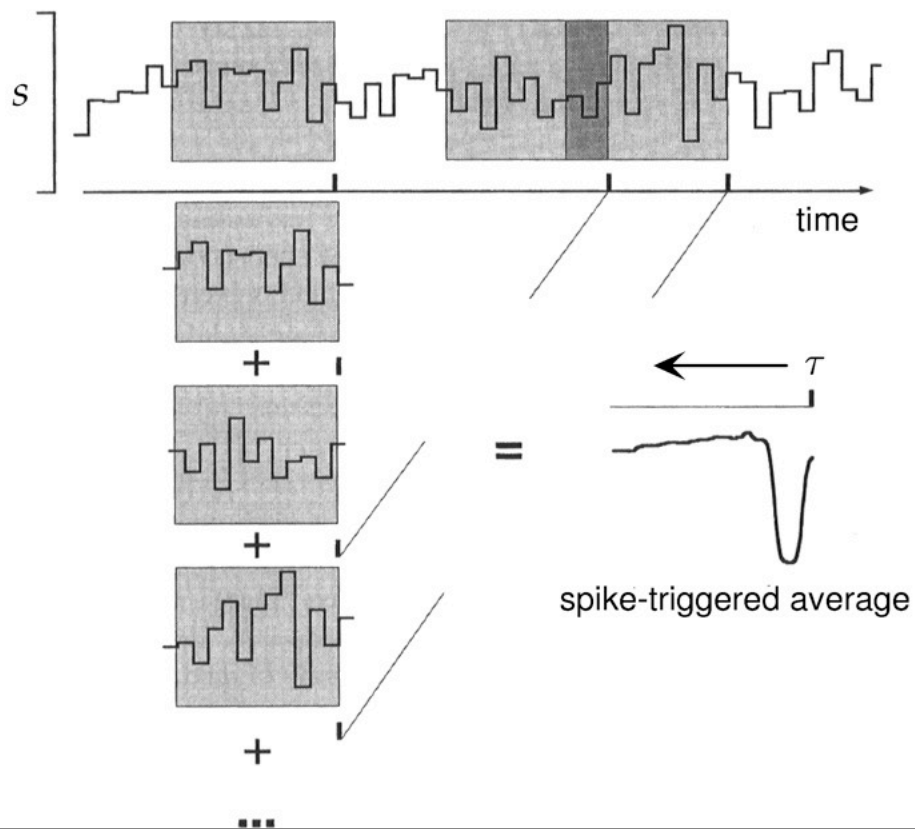 s
time
+
τ
+
=
+
spike-triggered average
...